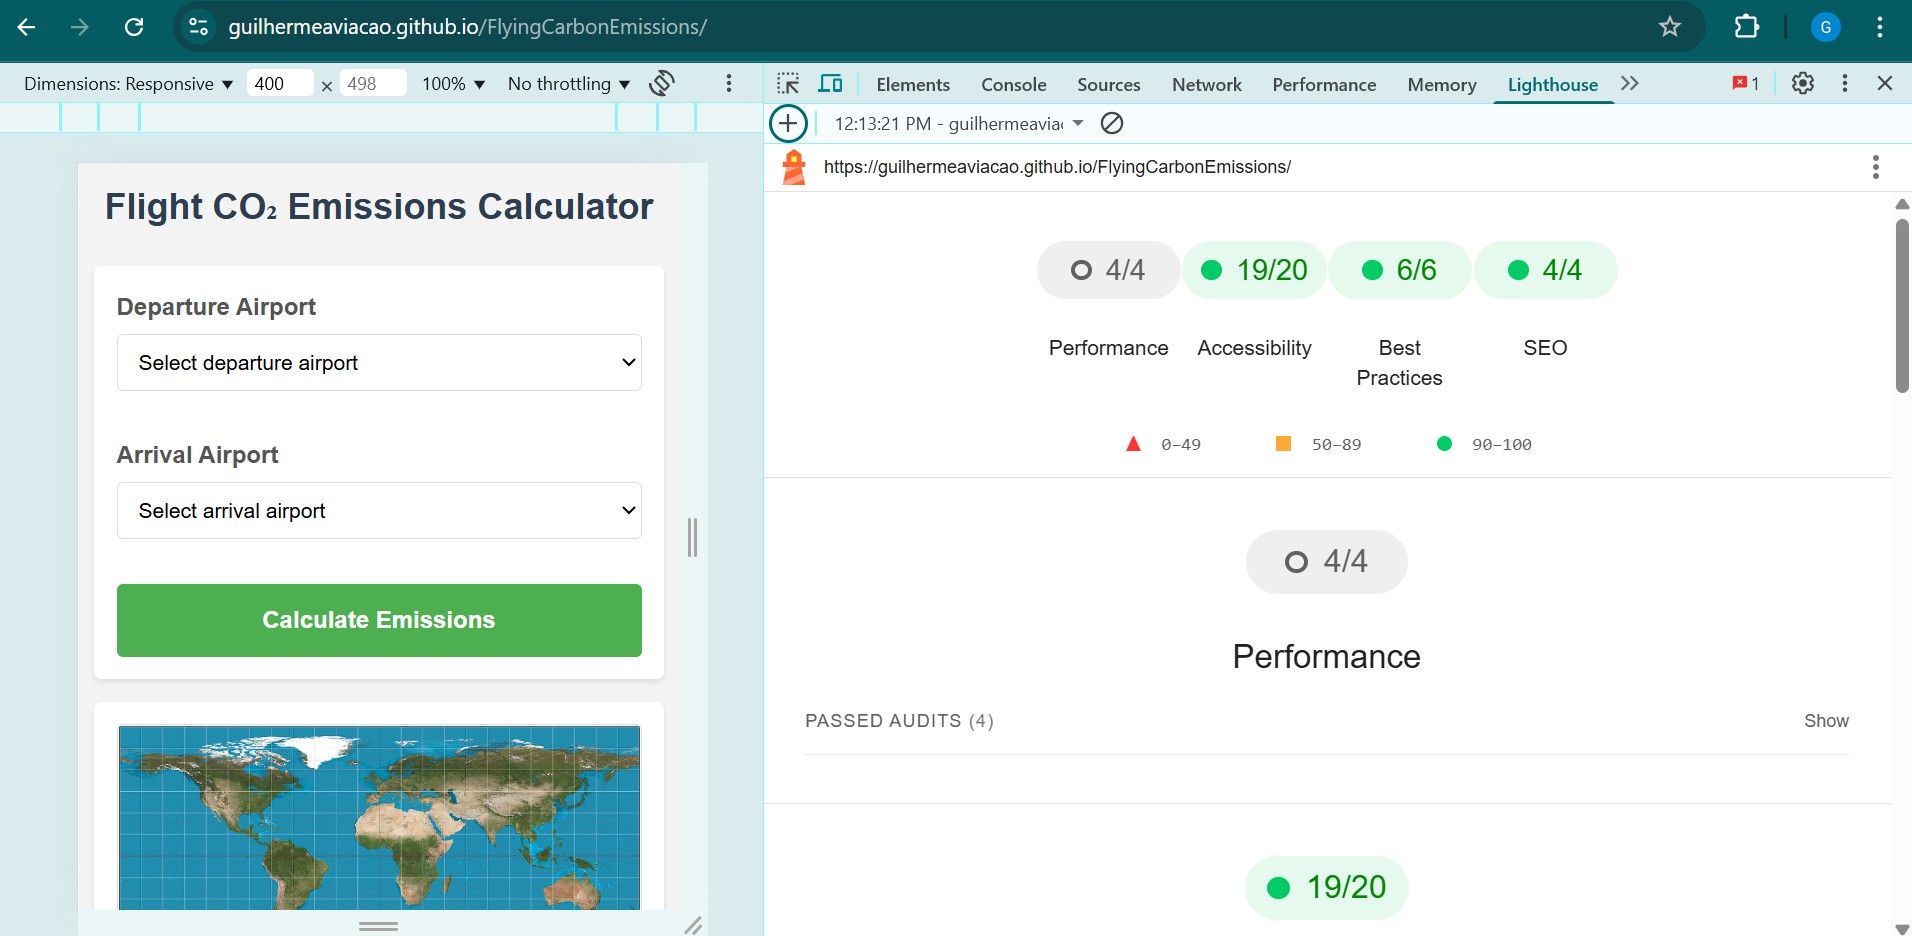 guilhermeaviacao.github.io/FlyingCarbonEmissions/
G
Dimensions: Responsive ▼ 400 × 498 100% ▼ No throttling ▼
Elements Console Sources Network Performance Memory Lighthouse 1
12:13:21 PM - guilhermeavia
https://guilhermeaviacao.github.io/FlyingCarbonEmissions/
Flight CO₂ Emissions Calculator
Departure Airport
Select departure airport
Arrival Airport
Select arrival airport
Calculate Emissions
4/4 19/20 6/6 4/4
Performance Accessibility Best Practices SEO
0–49 50–89 90–100
4/4
Performance
PASSED AUDITS (4) Show
19/20